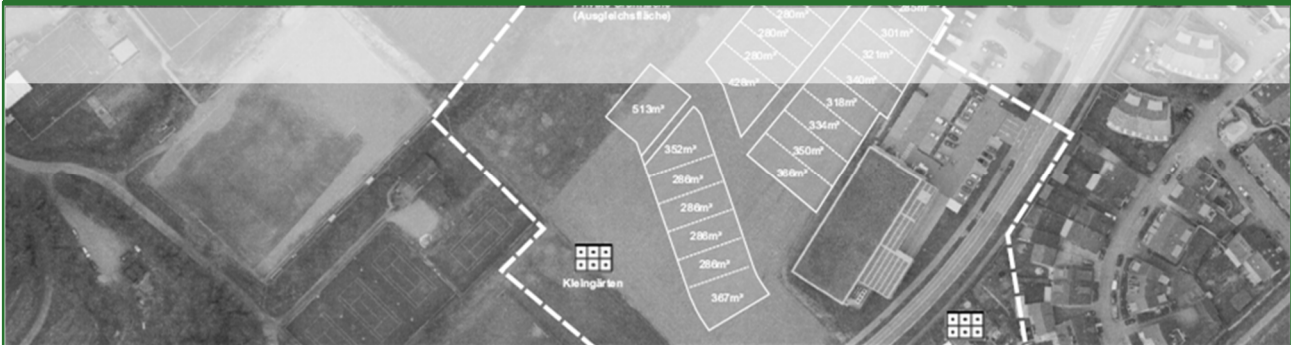 (Ausgleichsfläche)
280m²
280m²
280m²
428m²
301m²
321m²
340m²
318m²
334m²
350m²
366m²
513m²
352m²
286m²
286m²
286m²
286m²
367m²
Kleingärten